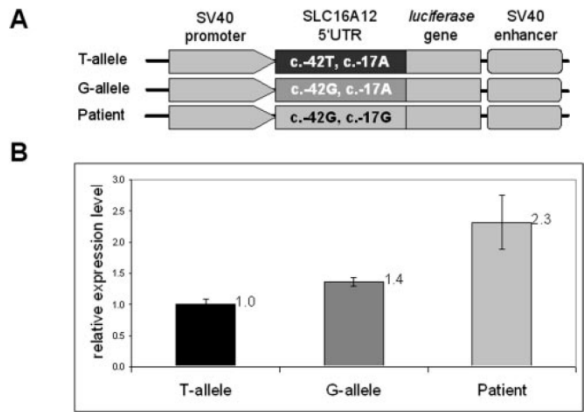 A
SV40 promoter
SLC16A12 5'UTR
luciferase gene
SV40 enhancer
T-allele
c.-42T, c.-17A
G-allele
c.-42G, c.-17A
Patient
c.-42G, c.-17G
B
relative expression level
3.0
2.5
2.0
1.5
1.0
0.5
0.0
1.0
1.4
2.3
T-allele
G-allele
Patient